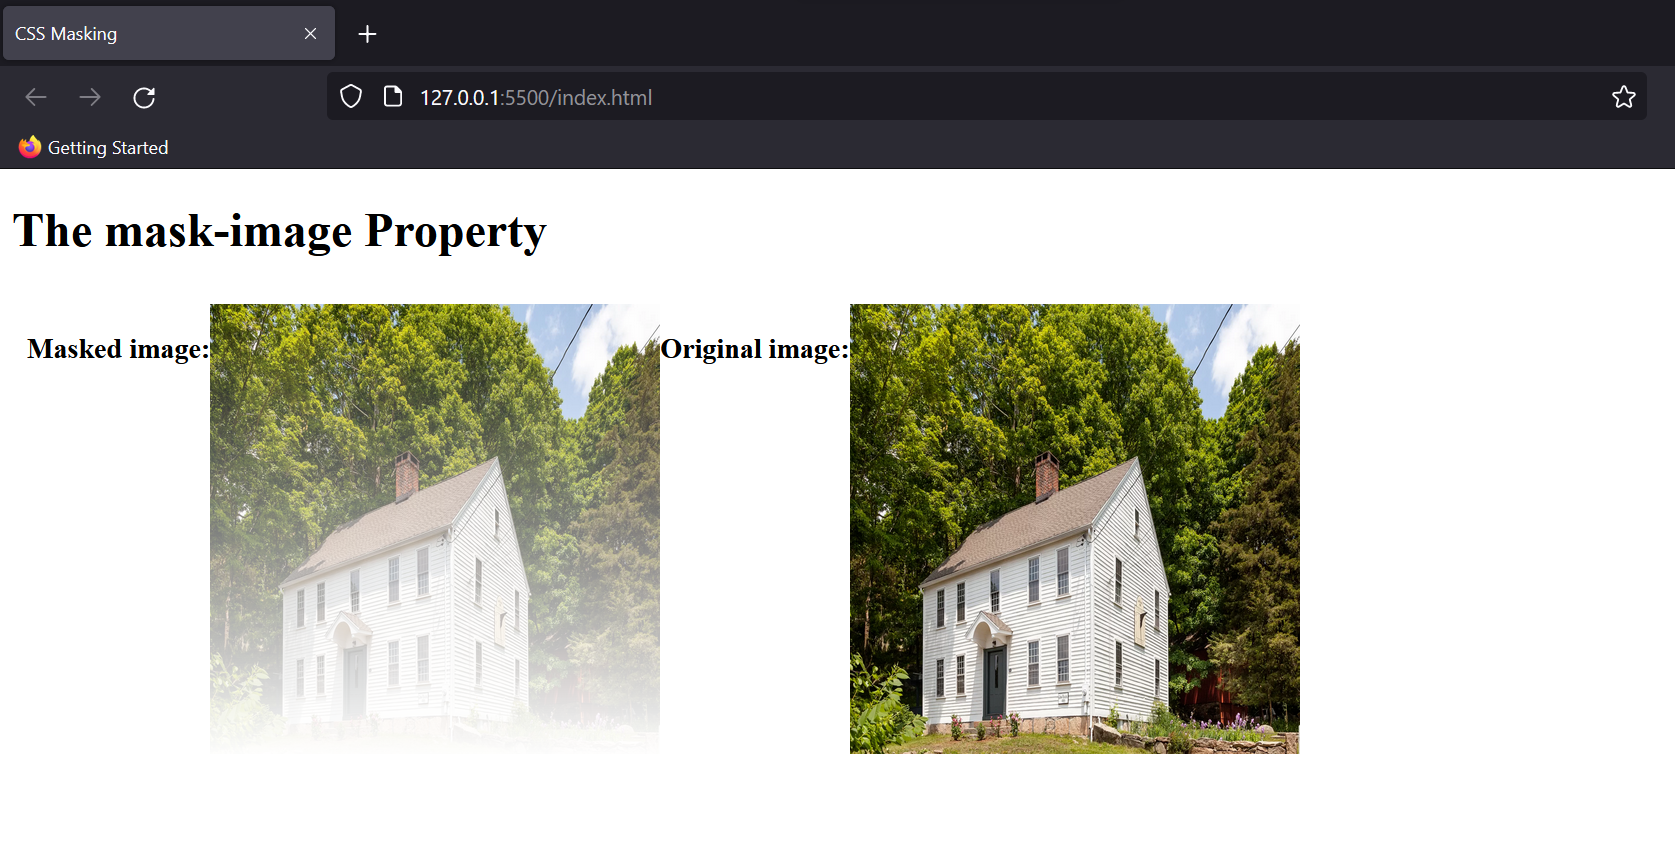 CSS Masking
127.0.0.1:5500/index.html
Getting Started
The mask-image Property
Masked image:
Original image: